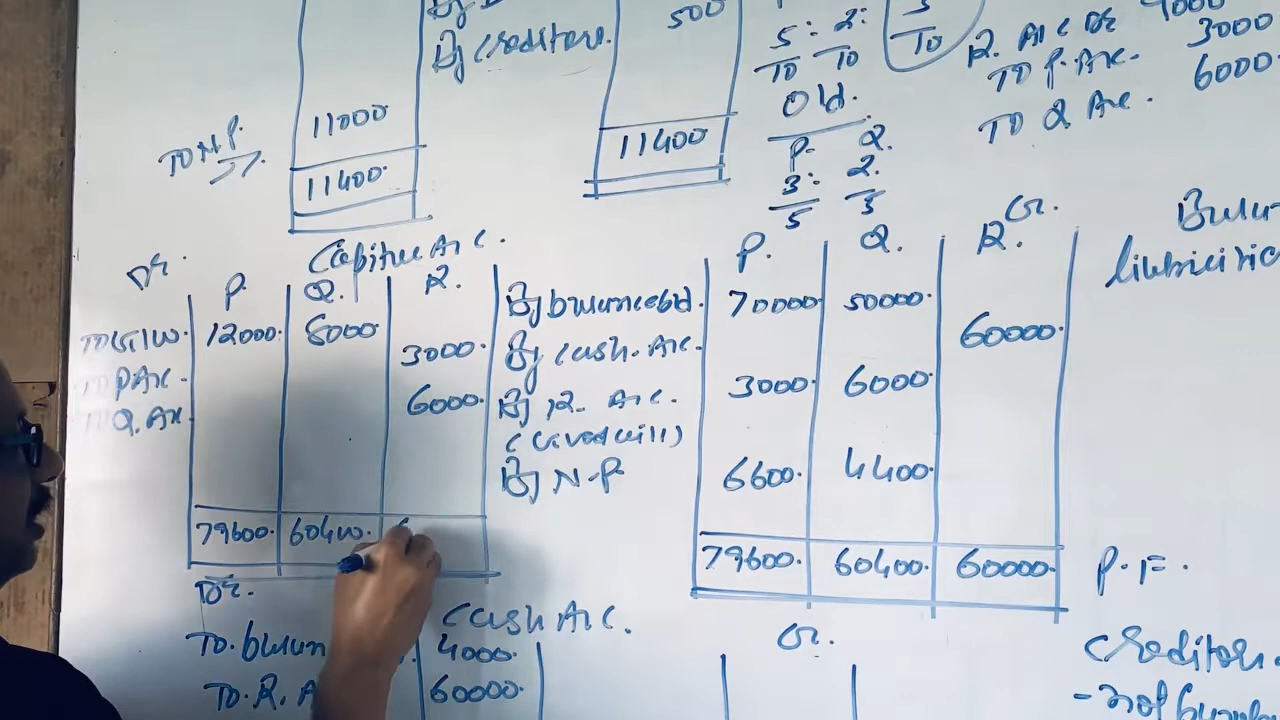 By Creditors.
500
TO N.P.
11000
11400.
11400
5: 2: 3
10 10 10
Old.
P. Q.
3: 2.
5 5
4000
R. A/c Dr 3000
TO P. A/c. 6000.
TO Q A/c.
Dr. Capital A/c. Cr.
P. Q. R. P. Q. R.
TO G/W. 12000. 8000. By balance b/d. 70000 50000.
TO P A/c. 3000. By Cash. A/c. 60000.
TO Q. A/c 6000. By R. A/c. 3000. 6000.
(Goodwill)
By N.P 6600. 4400.
79600. 60400. 6 79600. 60400. 60000.
P.F.
Creditors.
Dr. Cash A/c. Cr.
TO. 4000.
TO. R. A 60000.